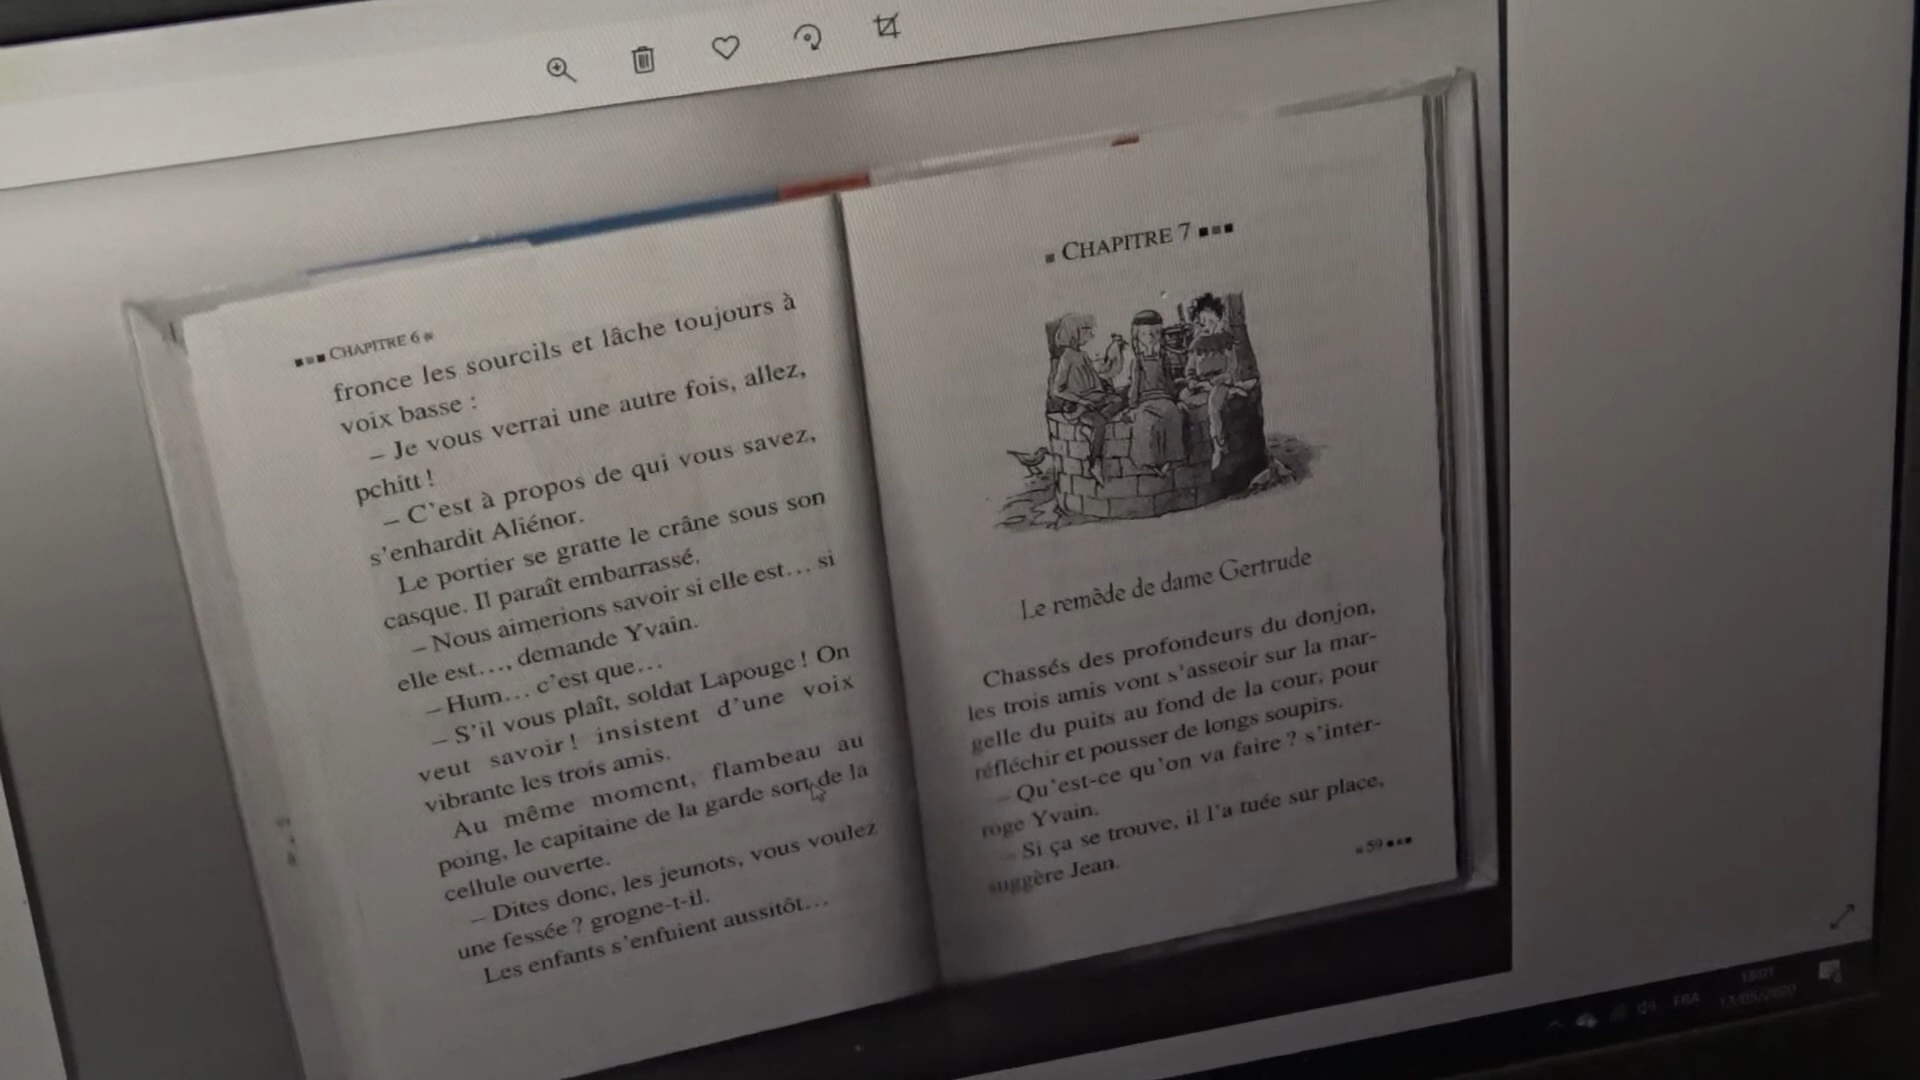 CHAPITRE 6
fronce les sourcils et lâche toujours à
voix basse :
– Je vous verrai une autre fois, allez,
pchitt !
– C'est à propos de qui vous savez,
s'enhardit Aliénor.
Le portier se gratte le crâne sous son
casque. Il paraît embarrassé.
– Nous aimerions savoir si elle est… si
elle est…, demande Yvain.
– Hum… c'est que…
– S'il vous plaît, soldat Lapouge ! On
veut savoir ! insistent d'une voix
vibrante les trois amis.
Au même moment, flambeau au
poing, le capitaine de la garde sort de la
cellule ouverte.
– Dites donc, les jeunots, vous voulez
une fessée ? grogne-t-il.
Les enfants s'enfuient aussitôt…
CHAPITRE 7
Le remède de dame Gertrude
Chassés des profondeurs du donjon,
les trois amis vont s'asseoir sur la mar-
gelle du puits au fond de la cour, pour
réfléchir et pousser de longs soupirs.
– Qu'est-ce qu'on va faire ? s'inter-
roge Yvain.
– Si ça se trouve, il l'a tuée sur place,
suggère Jean.
59
FRA
18:01
13/05/2020